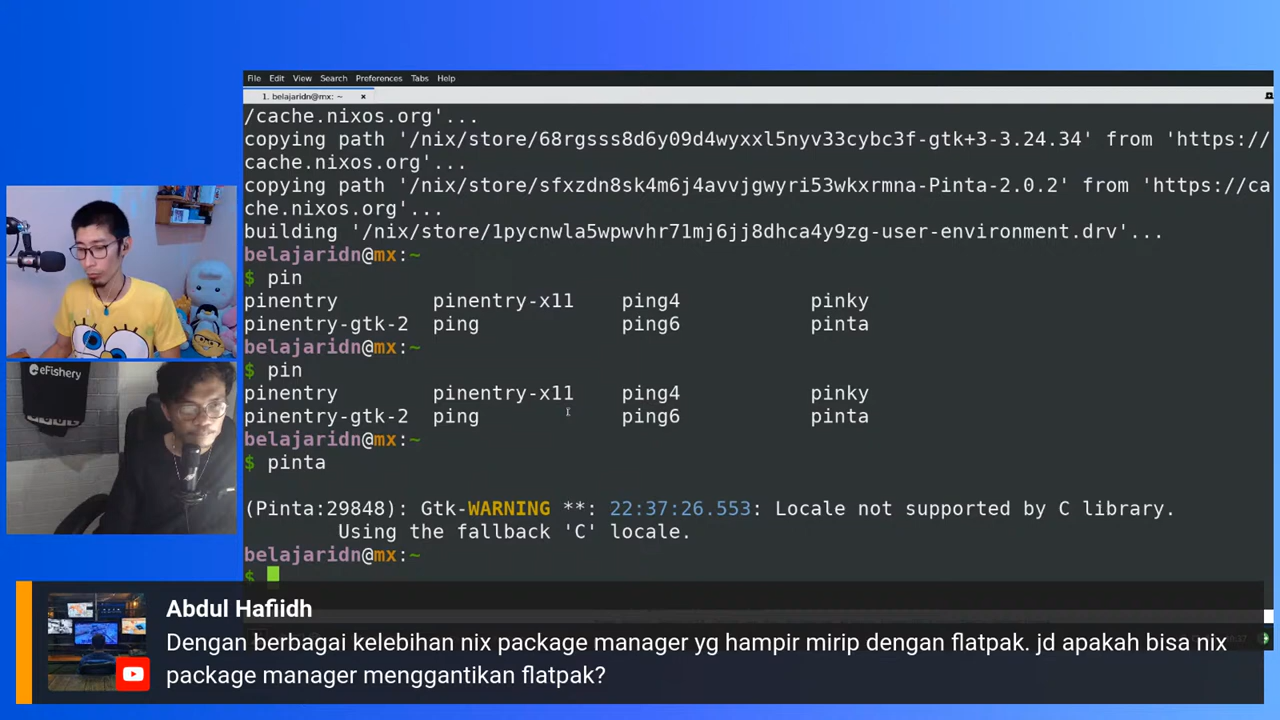 File Edit View Search Preferences Tabs Help
1. belajaridn@mx: ~ ×
/cache.nixos.org'...
copying path '/nix/store/68rgsss8d6y09d4wyxxl5nyv33cybc3f-gtk+3-3.24.34' from 'https://
cache.nixos.org'...
copying path '/nix/store/sfxzdn8sk4m6j4avvjgwyri53wkxrmna-Pinta-2.0.2' from 'https://ca
che.nixos.org'...
building '/nix/store/1pycnwla5wpwvhr71mj6jj8dhca4y9zg-user-environment.drv'...
belajaridn@mx:~
$ pin
pinentry pinentry-x11 ping4 pinky
pinentry-gtk-2 ping ping6 pinta
belajaridn@mx:~
$ pin
pinentry pinentry-x11 ping4 pinky
pinentry-gtk-2 ping ping6 pinta
belajaridn@mx:~
$ pinta
(Pinta:29848): Gtk-WARNING **: 22:37:26.553: Locale not supported by C library.
Using the fallback 'C' locale.
belajaridn@mx:~
$
eFishery
Abdul Hafiidh
Dengan berbagai kelebihan nix package manager yg hampir mirip dengan flatpak. jd apakah bisa nix
package manager menggantikan flatpak?